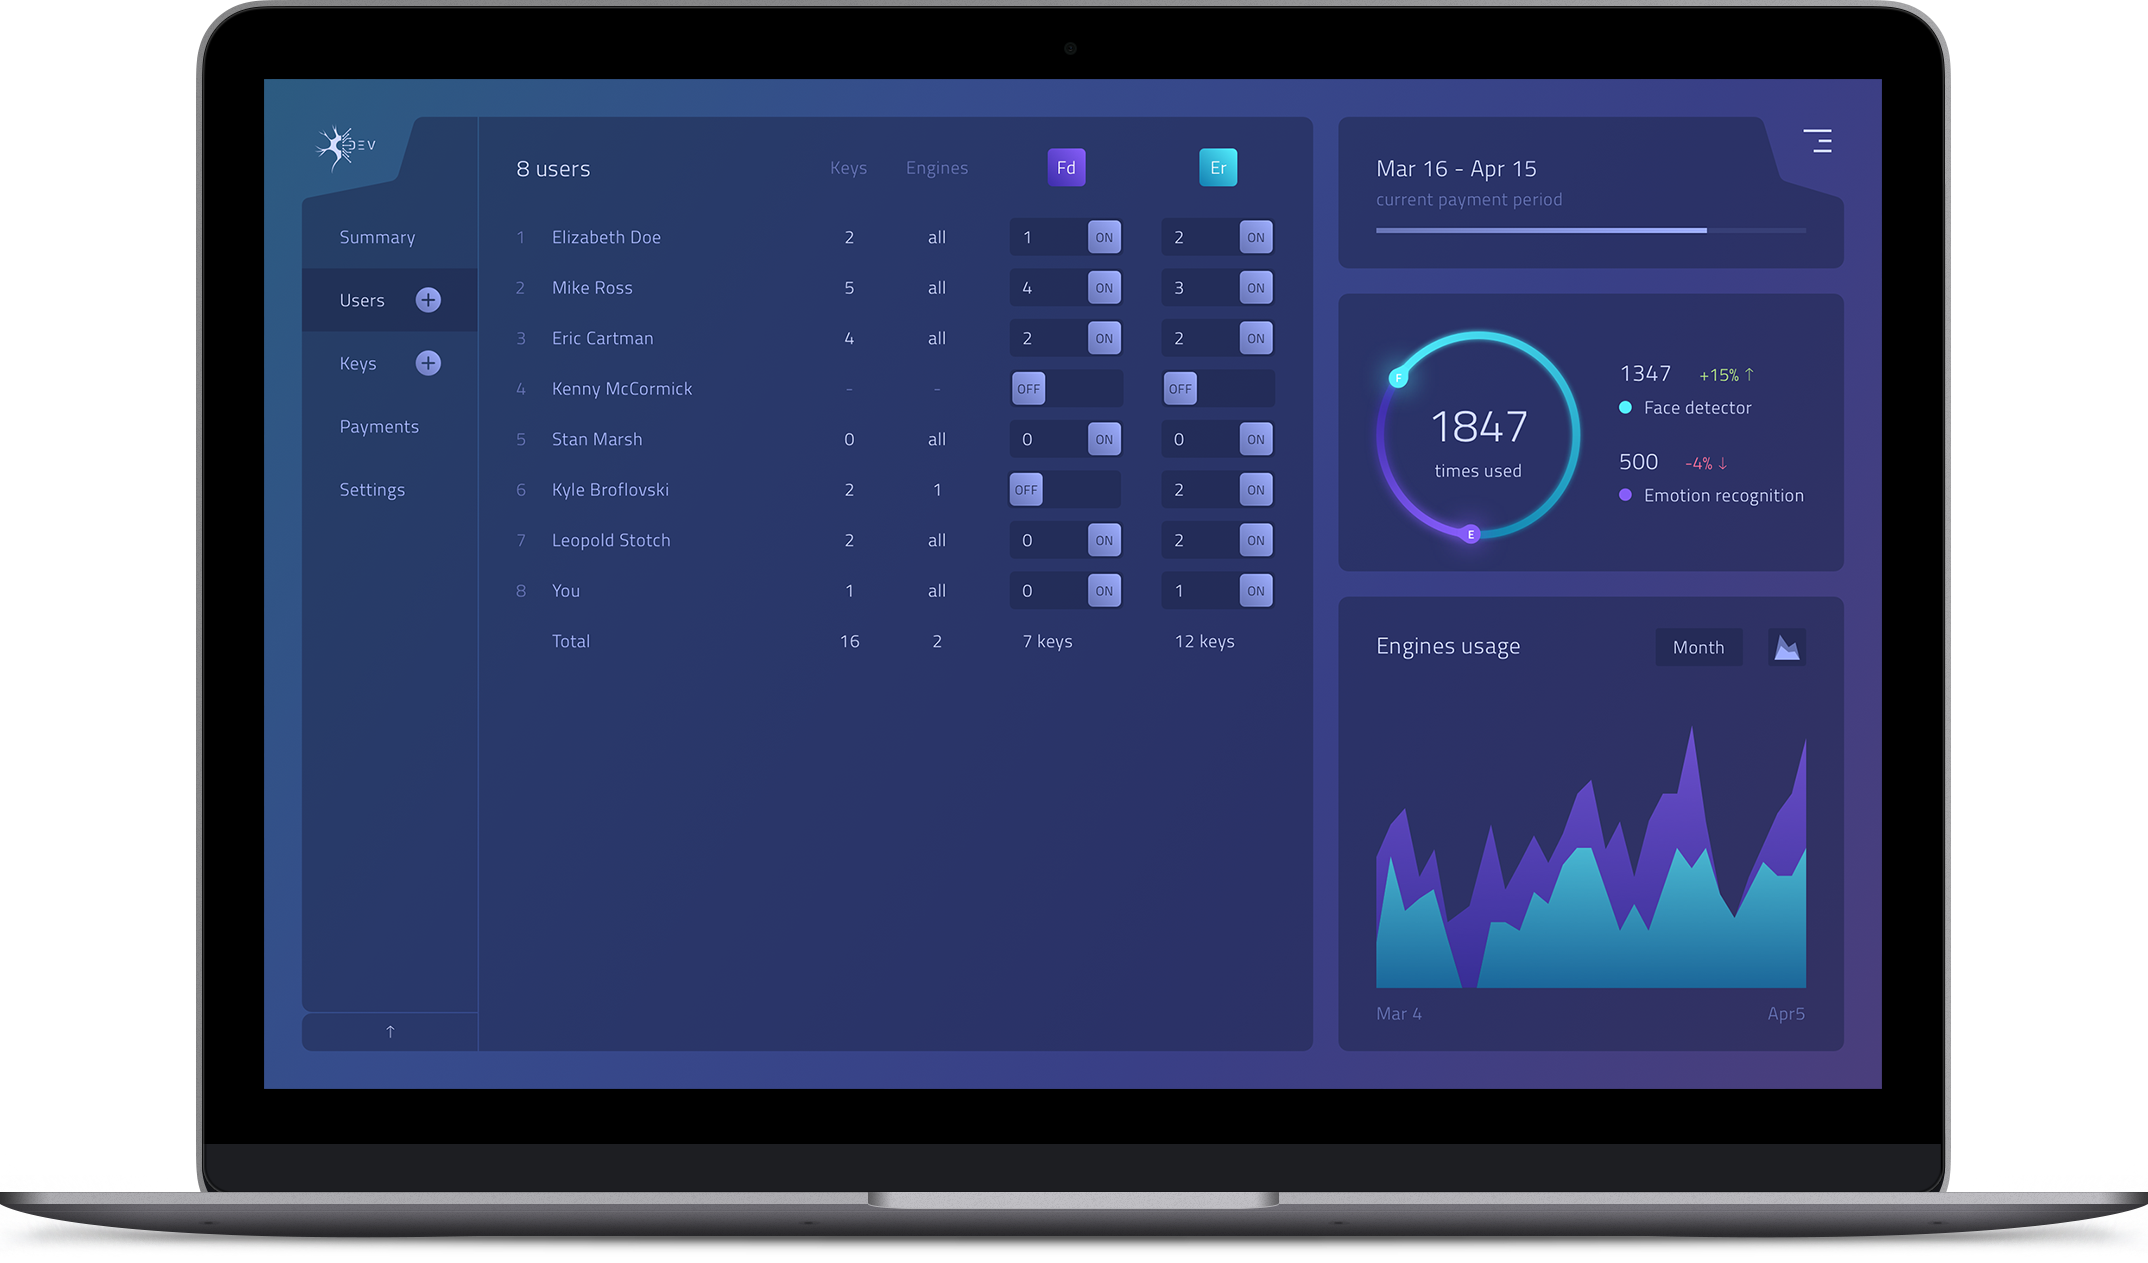 DEV
Summary
Users
Keys
Payments
Settings
↑
8 users Keys Engines Fd Er
1 Elizabeth Doe 2 all 1 ON 2 ON
2 Mike Ross 5 all 4 ON 3 ON
3 Eric Cartman 4 all 2 ON 2 ON
4 Kenny McCormick - - OFF OFF
5 Stan Marsh 0 all 0 ON 0 ON
6 Kyle Broflovski 2 1 OFF 2 ON
7 Leopold Stotch 2 all 0 ON 2 ON
8 You 1 all 0 ON 1 ON
Total 16 2 7 keys 12 keys
Mar 16 - Apr 15
current payment period
F
1847
times used
E
1347 +15% ↑
Face detector
500 -4% ↓
Emotion recognition
Engines usage Month
Mar 4 Apr5